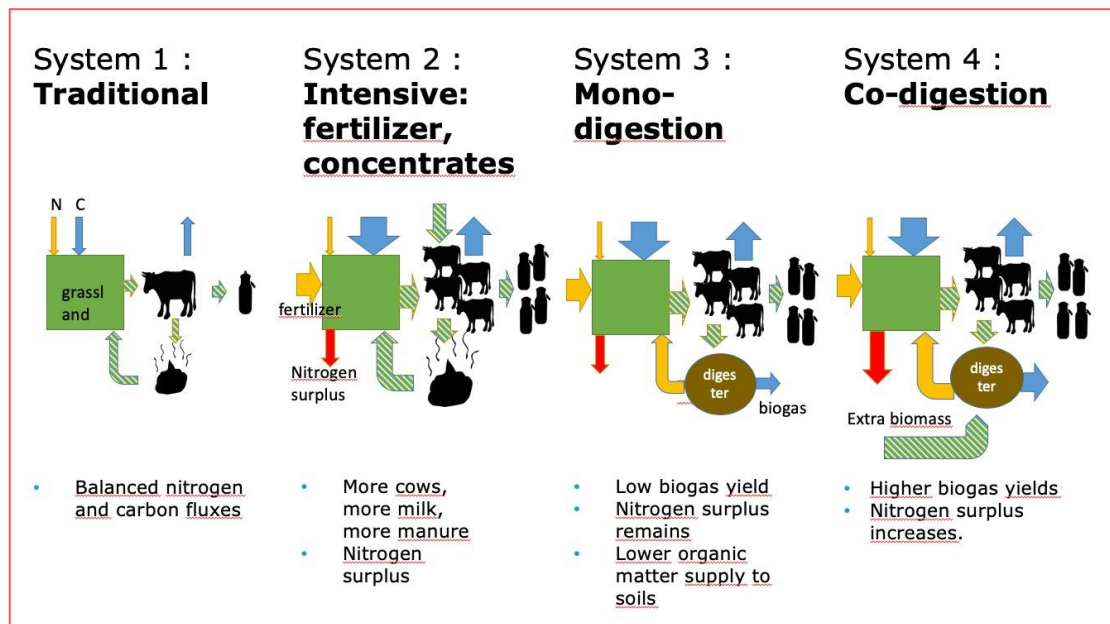 System 1 :
Traditional
N C
grassl
and
Balanced nitrogen
and carbon fluxes
System 2 :
Intensive:
fertilizer,
concentrates
fertilizer
Nitrogen
surplus
More cows,
more milk,
more manure
Nitrogen
surplus
System 3 :
Mono-
digestion
diges
ter
biogas
Low biogas yield
Nitrogen surplus
remains
Lower organic
matter supply to
soils
System 4 :
Co-digestion
diges
ter
Extra biomass
Higher biogas yields
Nitrogen surplus
increases.